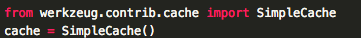 from werkzeug.contrib.cache import SimpleCache
cache = SimpleCache()